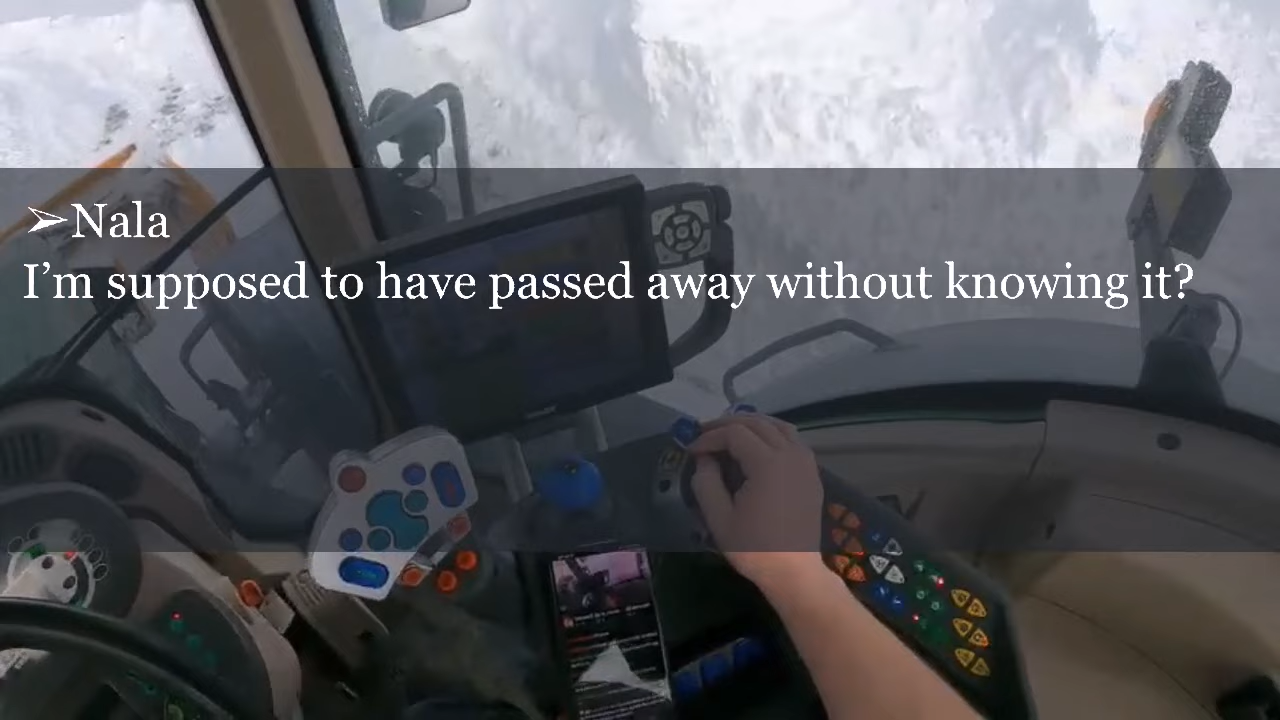 ➢Nala
I’m supposed to have passed away without knowing it?